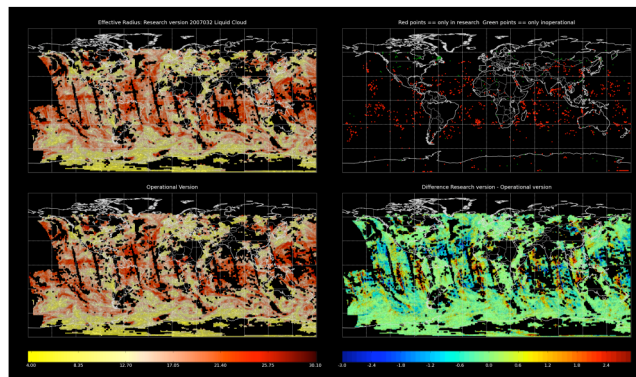 Effective Radius: Research version 2007032 Liquid Cloud
Red points == only in research Green points == only inoperational
Operational Version
Difference Research version - Operational version
4.00 8.35 12.70 17.05 21.40 25.75 30.10
-3.0 -2.4 -1.8 -1.2 -0.6 0.0 0.6 1.2 1.8 2.4